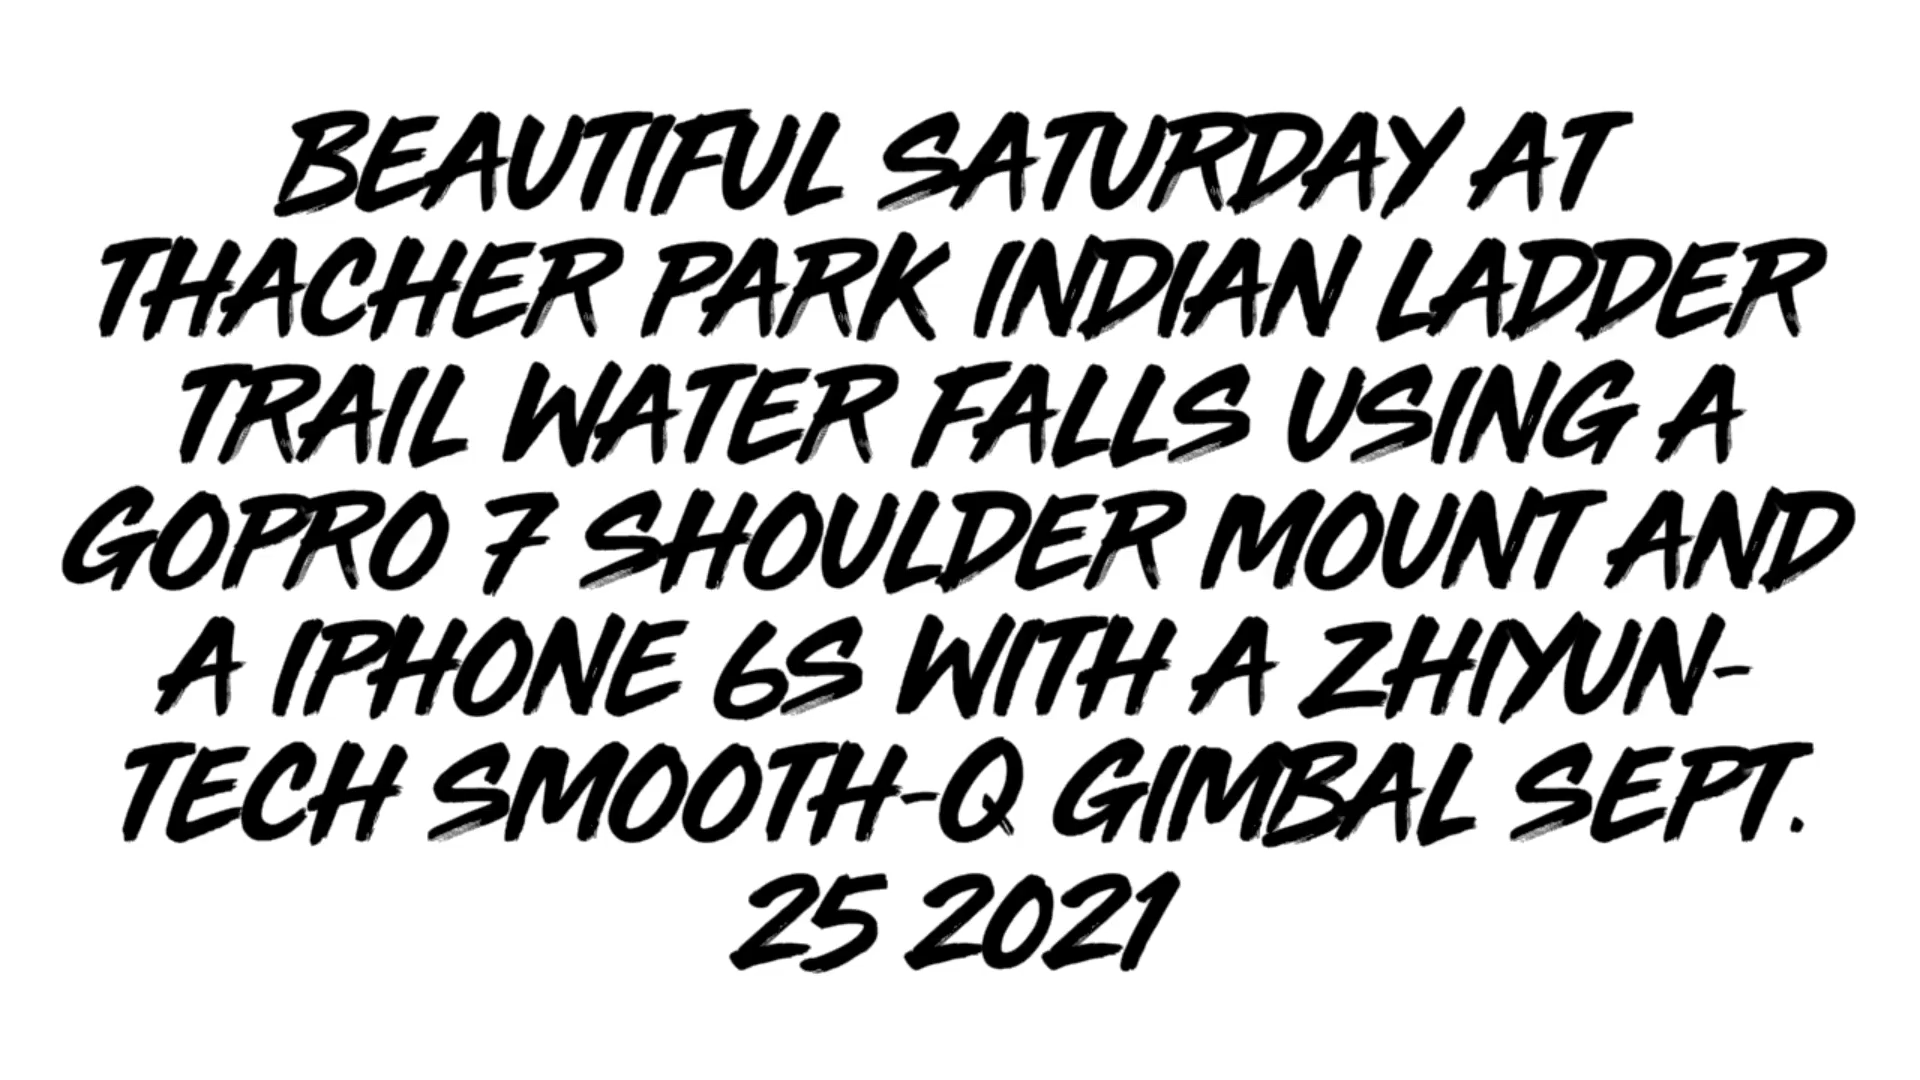 BEAUTIFUL SATURDAY AT
THACHER PARK INDIAN LADDER
TRAIL WATER FALLS USING A
GOPRO 7 SHOULDER MOUNT AND
A IPHONE 6S WITH A ZHIYUN-
TECH SMOOTH-Q GIMBAL SEPT.
25 2021